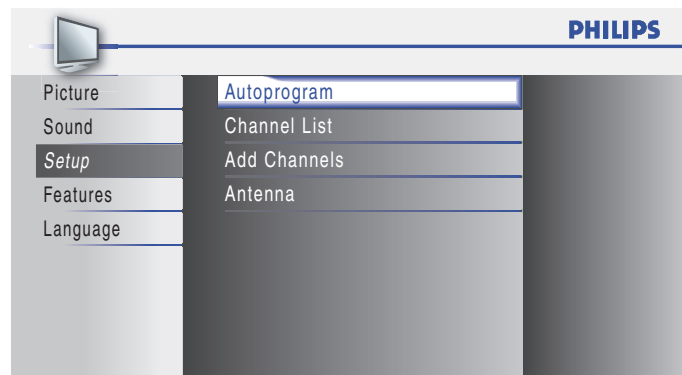 PHILIPS
Picture
Sound
Setup
Features
Language
Autoprogram
Channel List
Add Channels
Antenna